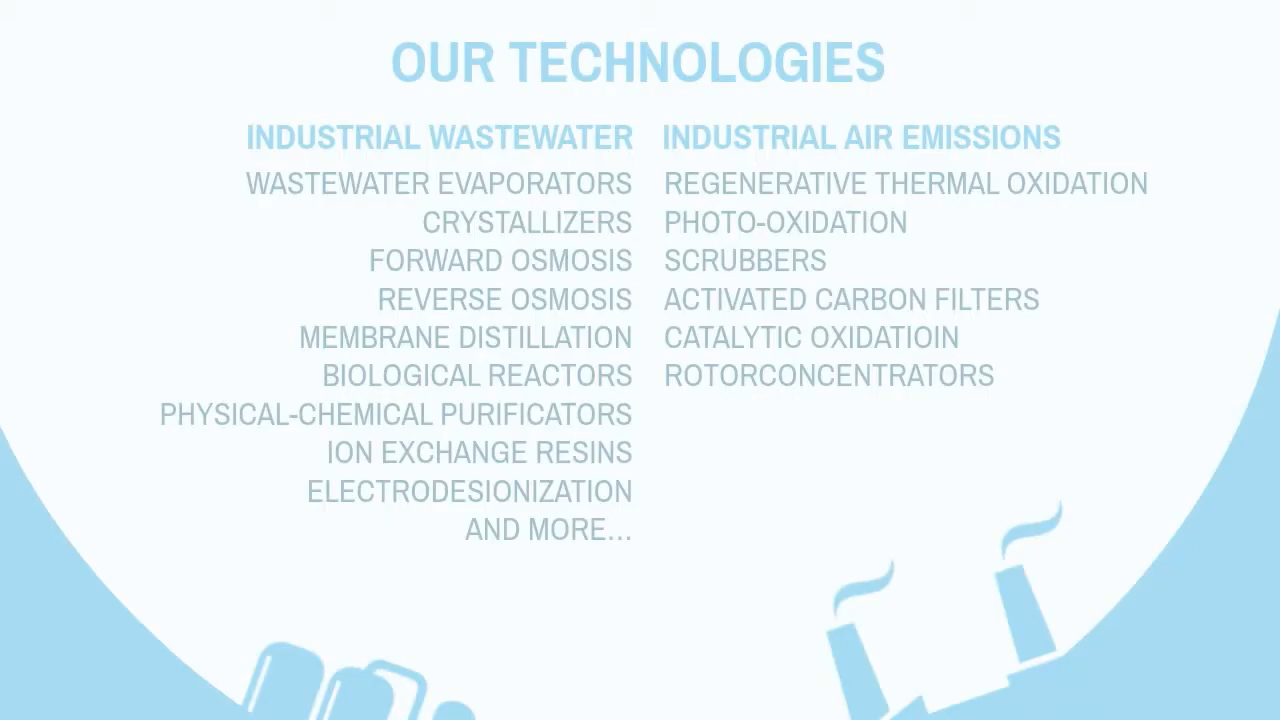 OUR TECHNOLOGIES
INDUSTRIAL WASTEWATER
WASTEWATER EVAPORATORS
CRYSTALLIZERS
FORWARD OSMOSIS
REVERSE OSMOSIS
MEMBRANE DISTILLATION
BIOLOGICAL REACTORS
PHYSICAL-CHEMICAL PURIFICATORS
ION EXCHANGE RESINS
ELECTRODESIONIZATION
AND MORE...
INDUSTRIAL AIR EMISSIONS
REGENERATIVE THERMAL OXIDATION
PHOTO-OXIDATION
SCRUBBERS
ACTIVATED CARBON FILTERS
CATALYTIC OXIDATIOIN
ROTORCONCENTRATORS